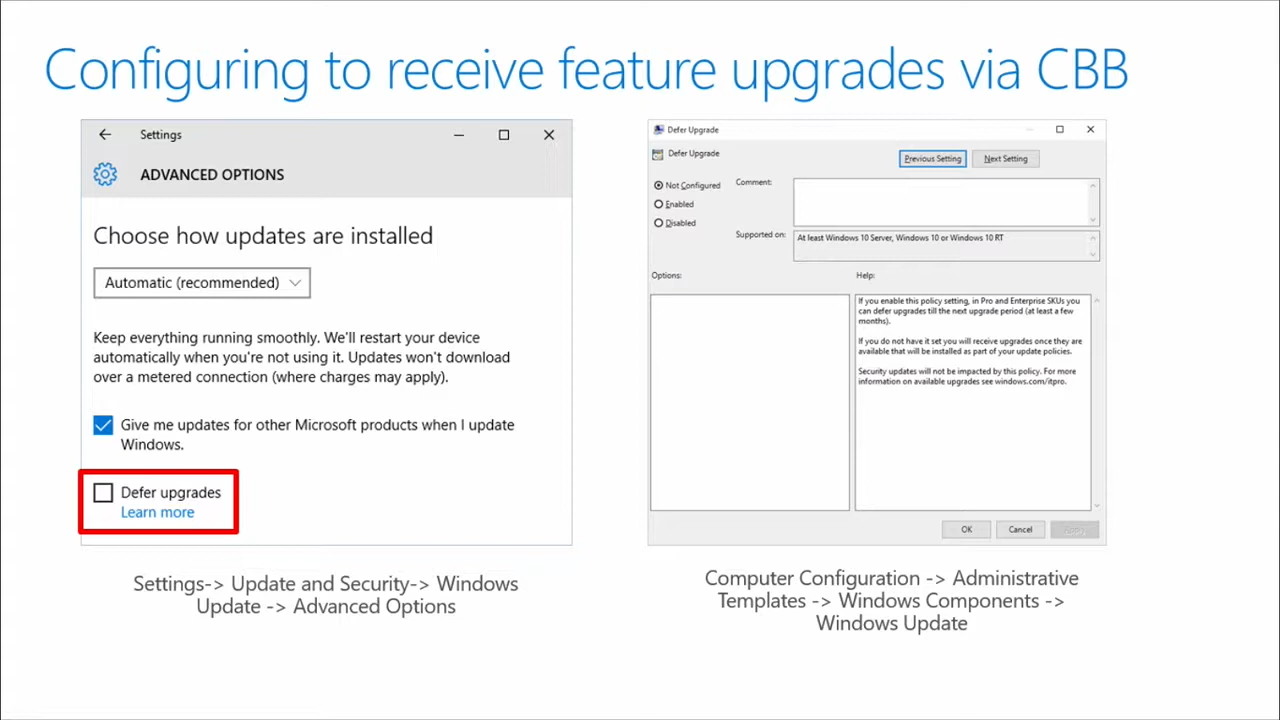 Configuring to receive feature upgrades via CBB
Settings
ADVANCED OPTIONS
Choose how updates are installed
Automatic (recommended)
Keep everything running smoothly. We'll restart your device
automatically when you're not using it. Updates won't download
over a metered connection (where charges may apply).
Give me updates for other Microsoft products when I update
Windows.
Defer upgrades
Learn more
Settings-> Update and Security-> Windows
Update -> Advanced Options
Defer Upgrade
Defer Upgrade
Previous Setting
Next Setting
Not Configured
Enabled
Disabled
Comment:
Supported on:
At least Windows 10 Server, Windows 10 or Windows 10 RT
Options:
Help:
If you enable this policy setting, in Pro and Enterprise SKUs you
can defer upgrades till the next upgrade period (at least a few
months).
If you do not have it set you will receive upgrades once they are
available that will be installed as part of your update policies.
Security updates will not be impacted by this policy. For more
information on available upgrades see windows.com/itpro.
OK
Cancel
Apply
Computer Configuration -> Administrative
Templates -> Windows Components ->
Windows Update